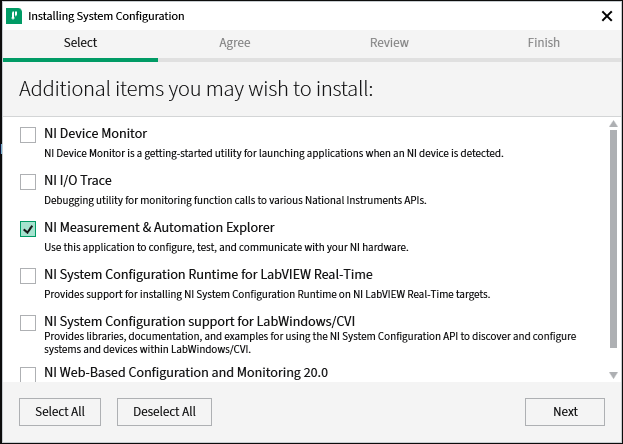 Installing System Configuration
Select
Agree
Review
Finish
Additional items you may wish to install:
NI Device Monitor
NI Device Monitor is a getting-started utility for launching applications when an NI device is detected.
NI I/O Trace
Debugging utility for monitoring function calls to various National Instruments APIs.
NI Measurement & Automation Explorer
Use this application to configure, test, and communicate with your NI hardware.
NI System Configuration Runtime for LabVIEW Real-Time
Provides support for installing NI System Configuration Runtime on NI LabVIEW Real-Time targets.
NI System Configuration support for LabWindows/CVI
Provides libraries, documentation, and examples for using the NI System Configuration API to discover and configure
systems and devices within LabWindows/CVI.
NI Web-Based Configuration and Monitoring 20.0
Select All
Deselect All
Next